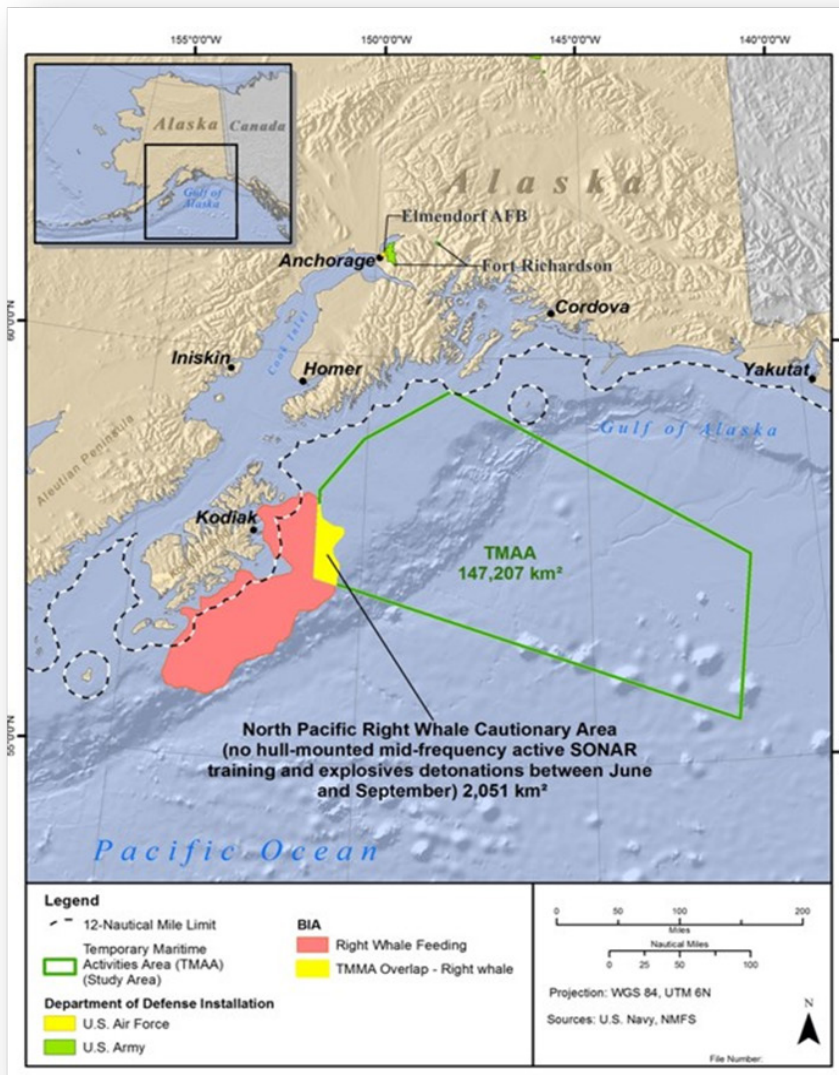 155°0'0"W
150°0'0"W
145°0'0"W
140°0'0"W
Alaska
Canada
Gulf of
Alaska
Alaska
Elmendorf AFB
Anchorage
Fort Richardson
Cordova
60°0'0"N
Cook Inlet
Iniskin
Homer
Yakutat
Gulf of Alaska
Aleutian Peninsula
Kodiak
TMAA
147,207 km²
North Pacific Right Whale Cautionary Area
(no hull-mounted mid-frequency active SONAR
training and explosives detonations between June
and September) 2,051 km²
55°0'0"N
Pacific Ocean
Legend
12-Nautical Mile Limit
Temporary Maritime
Activities Area (TMAA)
(Study Area)
Department of Defense Installation
U.S. Air Force
U.S. Army
BIA
Right Whale Feeding
TMMA Overlap - Right whale
0 50 100 200
Miles
Nautical Miles
0 25 50 100
Projection: WGS 84, UTM 6N
Sources: U.S. Navy, NMFS
N
File Number: